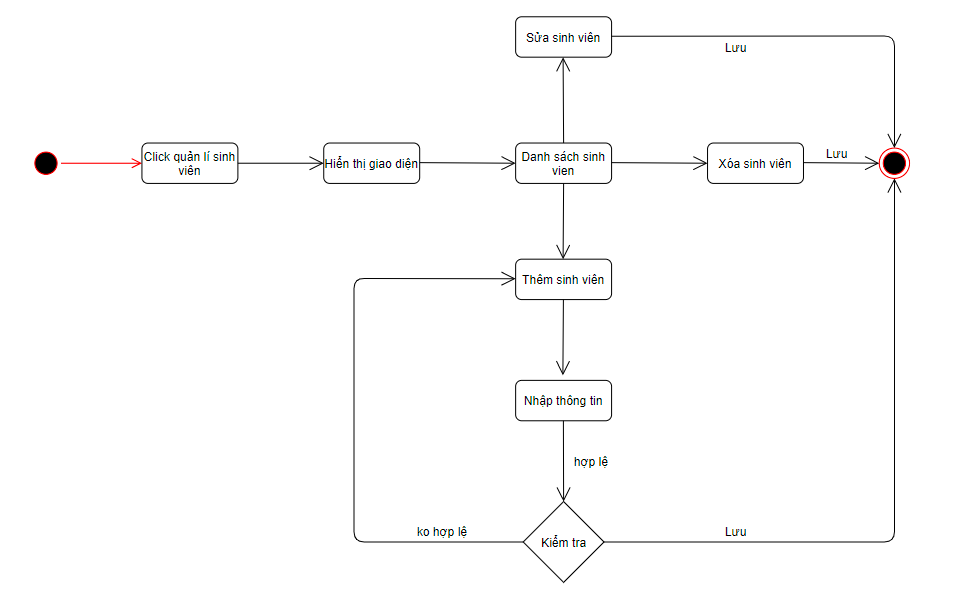 Sửa sinh viên
Lưu
Click quản lí sinh
viên
Hiển thị giao diện
Danh sách sinh
vien
Xóa sinh viên
Lưu
Thêm sinh viên
Nhập thông tin
hợp lệ
ko hợp lệ
Kiểm tra
Lưu